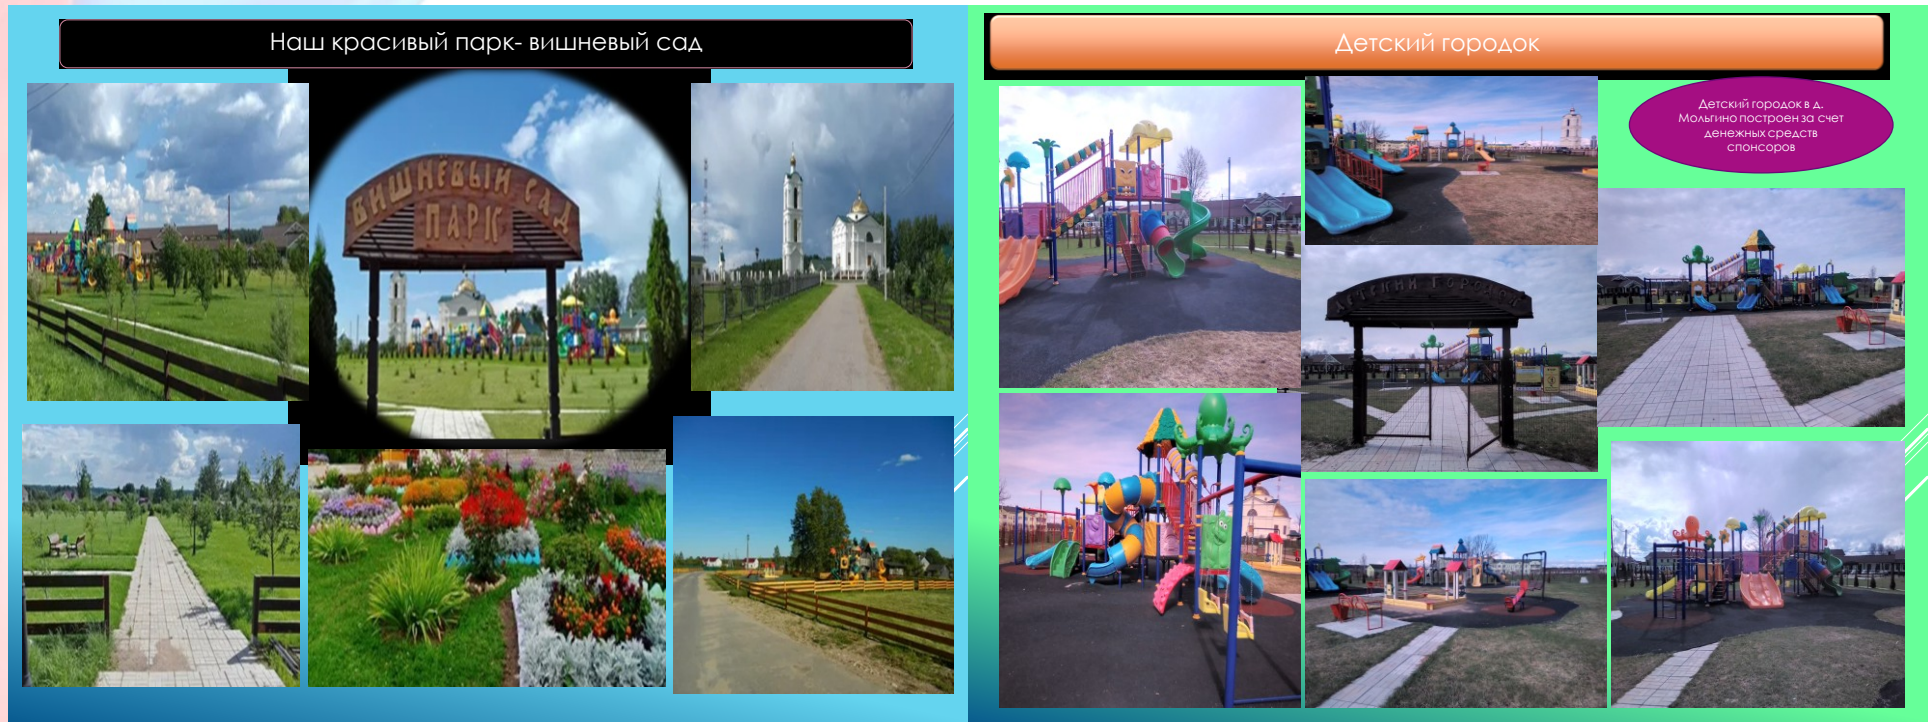 Наш красивый парк- вишневый сад
ВИШНЁВЫЙ САД
ПАРК
Детский городок
Детский городок в д.
Мольгино построен за счет
денежных средств
спонсоров
ДЕТСКИЙ ГОРОДОК